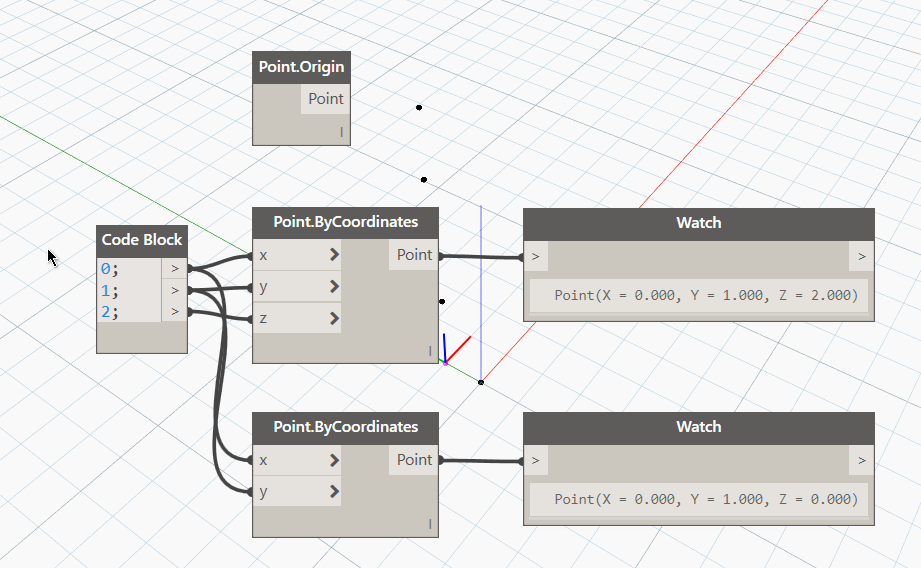 Point.Origin
Point
|
Code Block
0; >
1; >
2; >
Point.ByCoordinates
x > Point
y >
z >
|
Watch
> >
Point(X = 0.000, Y = 1.000, Z = 2.000)
Point.ByCoordinates
x > Point
y >
|
Watch
> >
Point(X = 0.000, Y = 1.000, Z = 0.000)